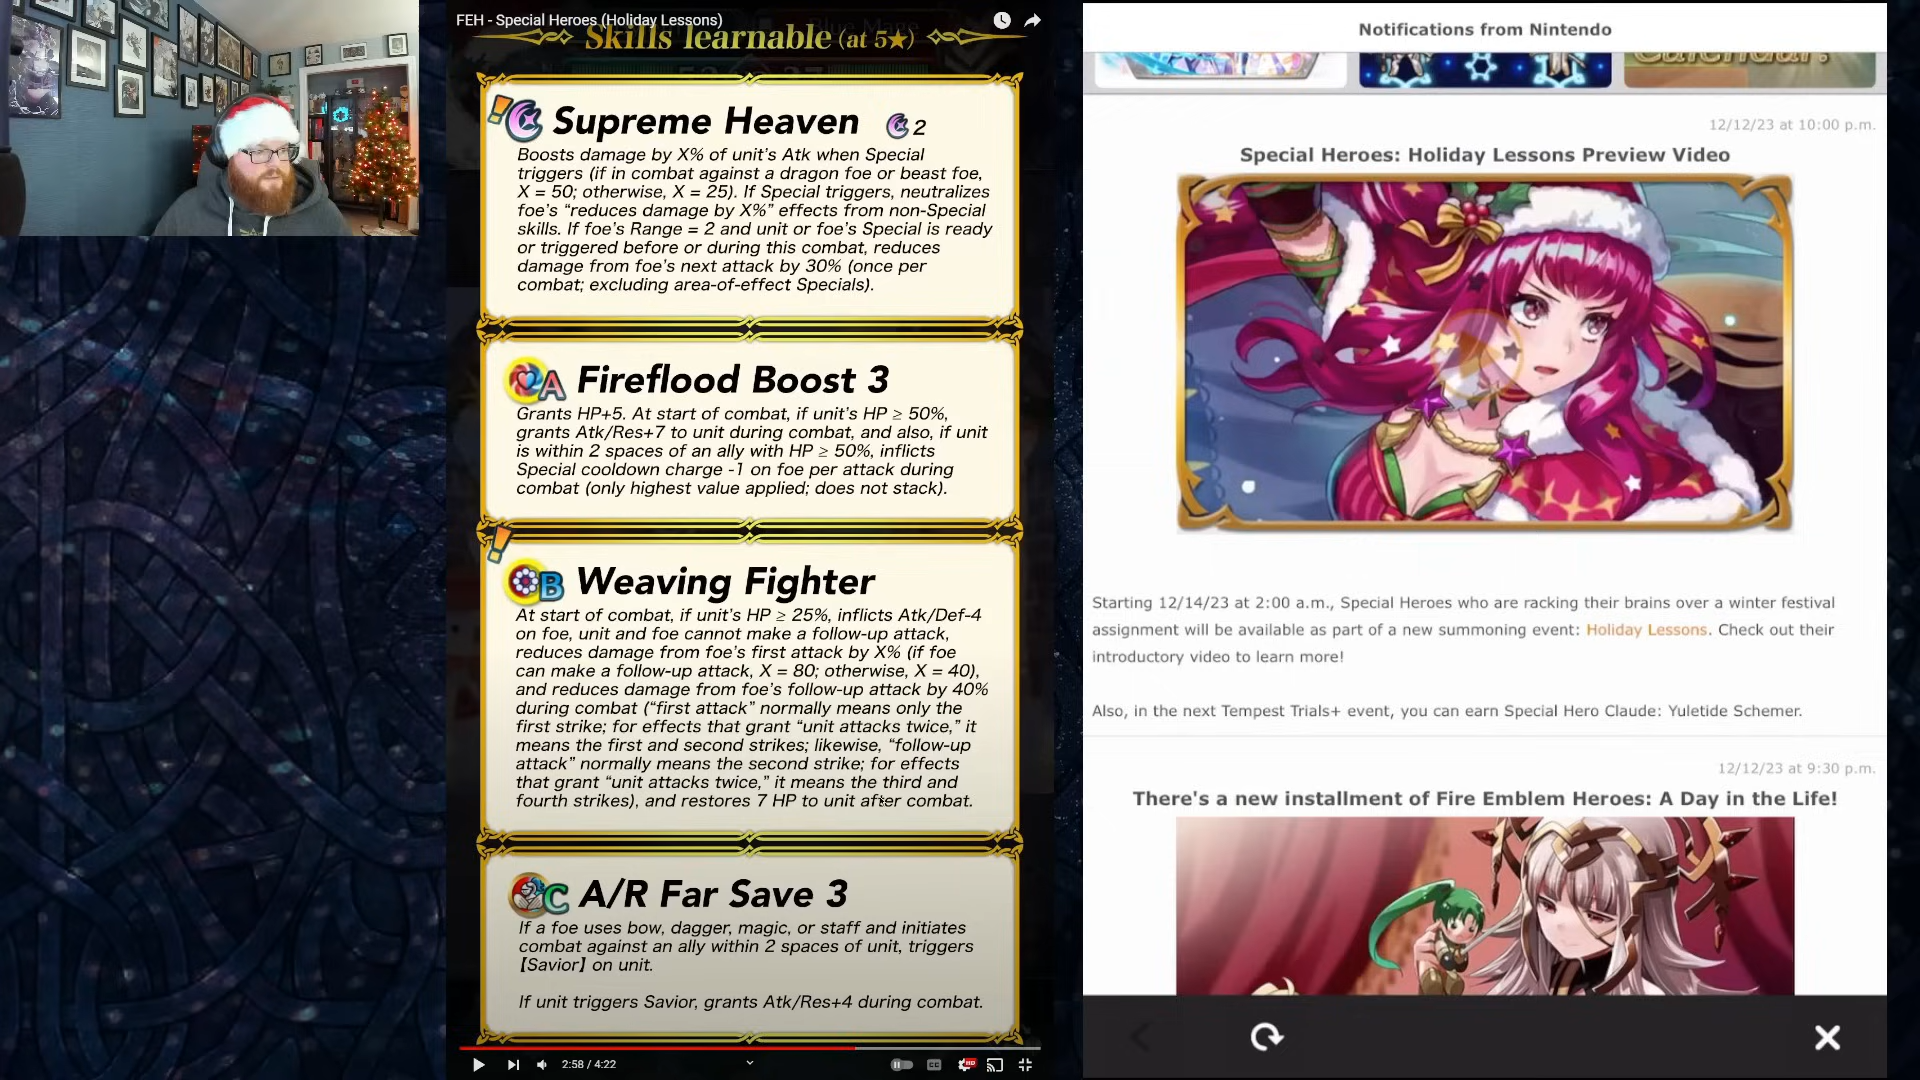 FEH - Special Heroes (Holiday Lessons)
Blue Mage
Skills learnable (at 5★)
Supreme Heaven 2
Boosts damage by X% of unit's Atk when Special
triggers (if in combat against a dragon foe or beast foe,
X = 50; otherwise, X = 25). If Special triggers, neutralizes
foe's “reduces damage by X%” effects from non-Special
skills. If foe's Range = 2 and unit or foe's Special is ready
or triggered before or during this combat, reduces
damage from foe's next attack by 30% (once per
combat; excluding area-of-effect Specials).
A Fireflood Boost 3
Grants HP+5. At start of combat, if unit's HP ≥ 50%,
grants Atk/Res+7 to unit during combat, and also, if unit
is within 2 spaces of an ally with HP ≥ 50%, inflicts
Special cooldown charge -1 on foe per attack during
combat (only highest value applied; does not stack).
B Weaving Fighter
At start of combat, if unit's HP ≥ 25%, inflicts Atk/Def-4
on foe, unit and foe cannot make a follow-up attack,
reduces damage from foe's first attack by X% (if foe
can make a follow-up attack, X = 80; otherwise, X = 40),
and reduces damage from foe's follow-up attack by 40%
during combat (“first attack” normally means only the
first strike; for effects that grant “unit attacks twice,” it
means the first and second strikes; likewise, “follow-up
attack” normally means the second strike; for effects
that grant “unit attacks twice,” it means the third and
fourth strikes), and restores 7 HP to unit after combat.
C A/R Far Save 3
If a foe uses bow, dagger, magic, or staff and initiates
combat against an ally within 2 spaces of unit, triggers
【Savior】 on unit.
If unit triggers Savior, grants Atk/Res+4 during combat.
2:58 / 4:22
CC
HD
Notifications from Nintendo
Calendar!
12/12/23 at 10:00 p.m.
Special Heroes: Holiday Lessons Preview Video
Starting 12/14/23 at 2:00 a.m., Special Heroes who are racking their brains over a winter festival
assignment will be available as part of a new summoning event: Holiday Lessons. Check out their
introductory video to learn more!
Also, in the next Tempest Trials+ event, you can earn Special Hero Claude: Yuletide Schemer.
12/12/23 at 9:30 p.m.
There's a new installment of Fire Emblem Heroes: A Day in the Life!